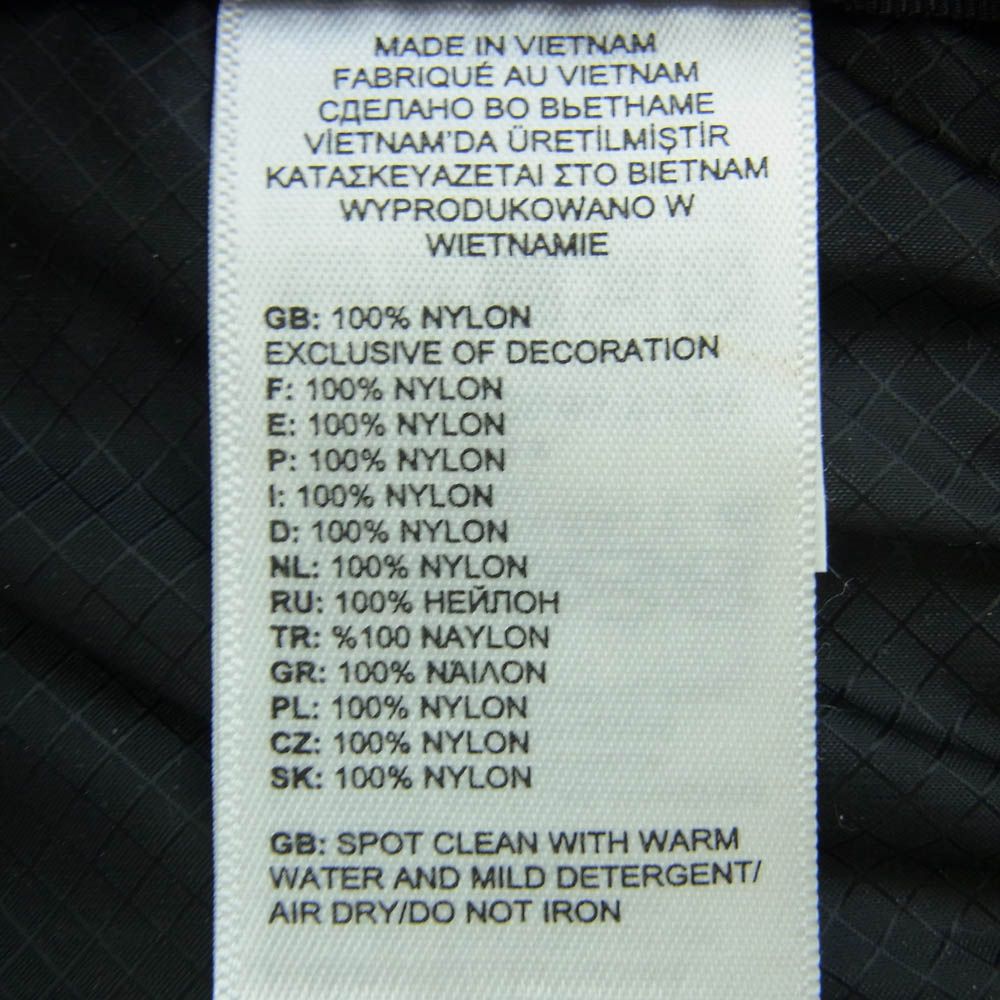 MADE IN VIETNAM
FABRIQUÉ AU VIETNAM
СДЕЛАНО ВО ВЬЕТНАМЕ
VİETNAM'DA ÜRETİLMİŞTİR
ΚΑΤΑΣΚΕΥΑΖΕΤΑΙ ΣΤΟ ΒΙΕΤΝΑΜ
WYPRODUKOWANO W
WIETNAMIE
GB: 100% NYLON
EXCLUSIVE OF DECORATION
F: 100% NYLON
E: 100% NYLON
P: 100% NYLON
I: 100% NYLON
D: 100% NYLON
NL: 100% NYLON
RU: 100% НЕЙЛОН
TR: %100 NAYLON
GR: 100% ΝΆΙΛΟΝ
PL: 100% NYLON
CZ: 100% NYLON
SK: 100% NYLON
GB: SPOT CLEAN WITH WARM
WATER AND MILD DETERGENT/
AIR DRY/DO NOT IRON